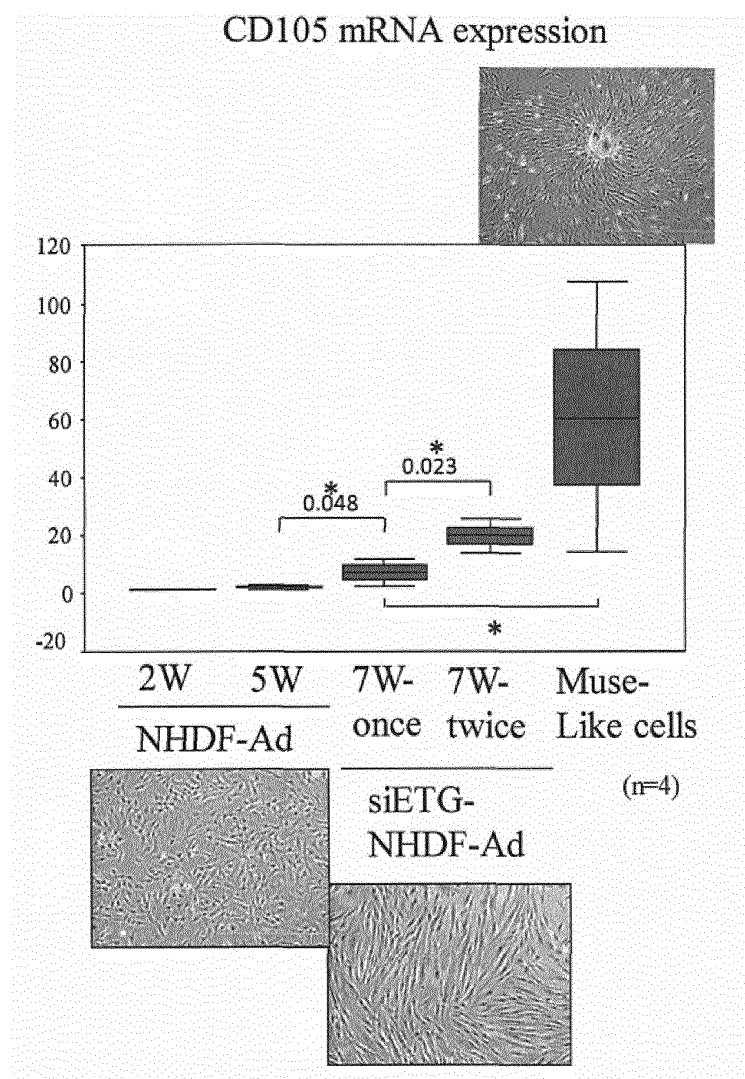 CD105 mRNA expression
120
100
80
60
40
20
0
-20
*
0.048
*
0.023
*
2W 5W 7W- 7W- Muse-
once twice Like cells
NHDF-Ad
(n=4)
siETG-
NHDF-Ad